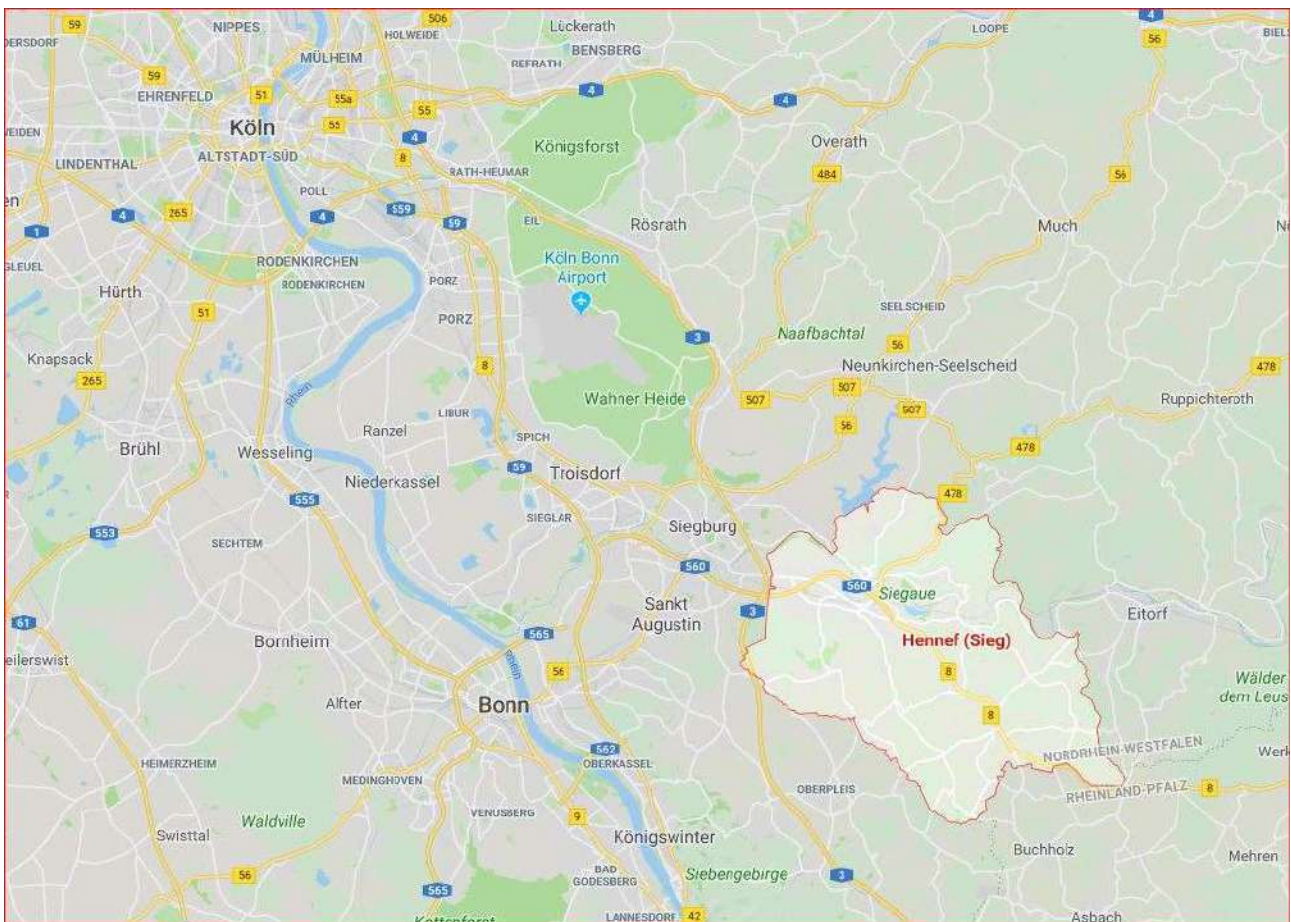 59
NIPPES
506
HOLWEIDE
Lückerath
BENSBERG
REFRATH
LOOPE
4
56
MÜLHEIM
59
EHRENFELD
51
55a
55
4
4
Köln
55
4
ALTSTADT-SÜD
8
Königsforst
Overath
LINDENTHAL
RATH-HEUMAR
484
56
POLL
265
4
4
559
59
EIL
Rösrath
Much
1
GLEUEL
RODENKIRCHEN
RODENKIRCHEN
PORZ
Köln Bonn
Airport
Hürth
51
PORZ
SEELSCHEID
3
Naafbachtal
56
Knapsack
8
Neunkirchen-Seelscheid
478
265
Rhein
Wahner Heide
507
507
507
Ruppichteroth
LIBUR
56
Ranzel
SPICH
478
Brühl
Wesseling
59
Troisdorf
Niederkassel
478
555
SIEGLAR
Siegburg
553
SECHTEM
560
560
Siegaue
Sankt
Augustin
3
Eitorf
61
565
Bornheim
Hennef (Sieg)
eilerswist
Rhein
56
8
Wälder
dem Leus
Alfter
Bonn
8
562
NORDRHEIN-WESTFALEN
HEIMERZHEIM
OBERKASSEL
MEDINGHOVEN
RHEINLAND-PFALZ
8
OBERPLEIS
VENUSBERG
9
Waldville
Swisttal
Königswinter
Buchholz
Mehren
56
BAD
GODESBERG
Siebengebirge
3
565
LANNESDORF
42
Kottenforst
Asbach